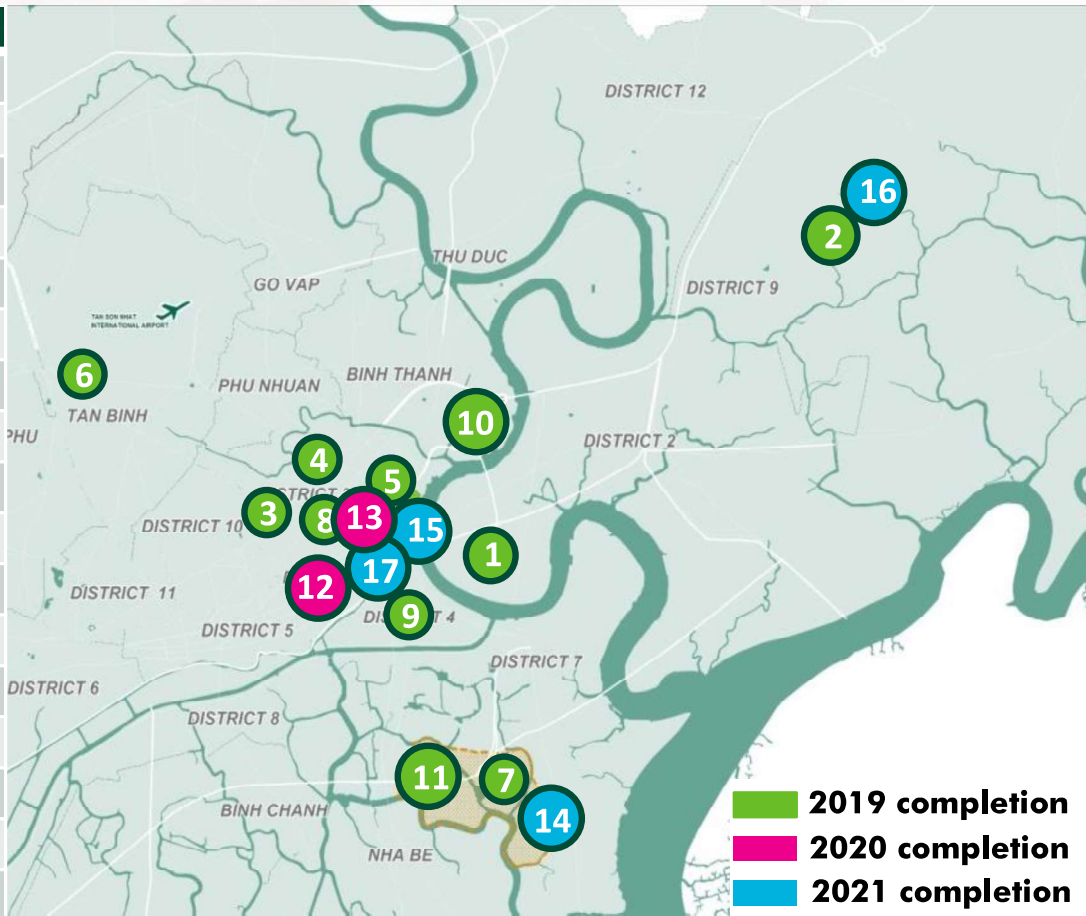 DISTRICT 12
16
2
THU DUC
GO VAP
DISTRICT 9
TAN SON NHAT
INTERNATIONAL AIRPORT
6
PHU NHUAN
BINH THANH
TAN BINH
10
PHU
DISTRICT 2
4
5
DISTRICT
3
8
13
15
DISTRICT 10
1
17
12
DISTRICT 11
9
DISTRICT 4
DISTRICT 5
DISTRICT 7
DISTRICT 6
DISTRICT 8
11
7
BINH CHANH
14
NHA BE
2019 completion
2020 completion
2021 completion